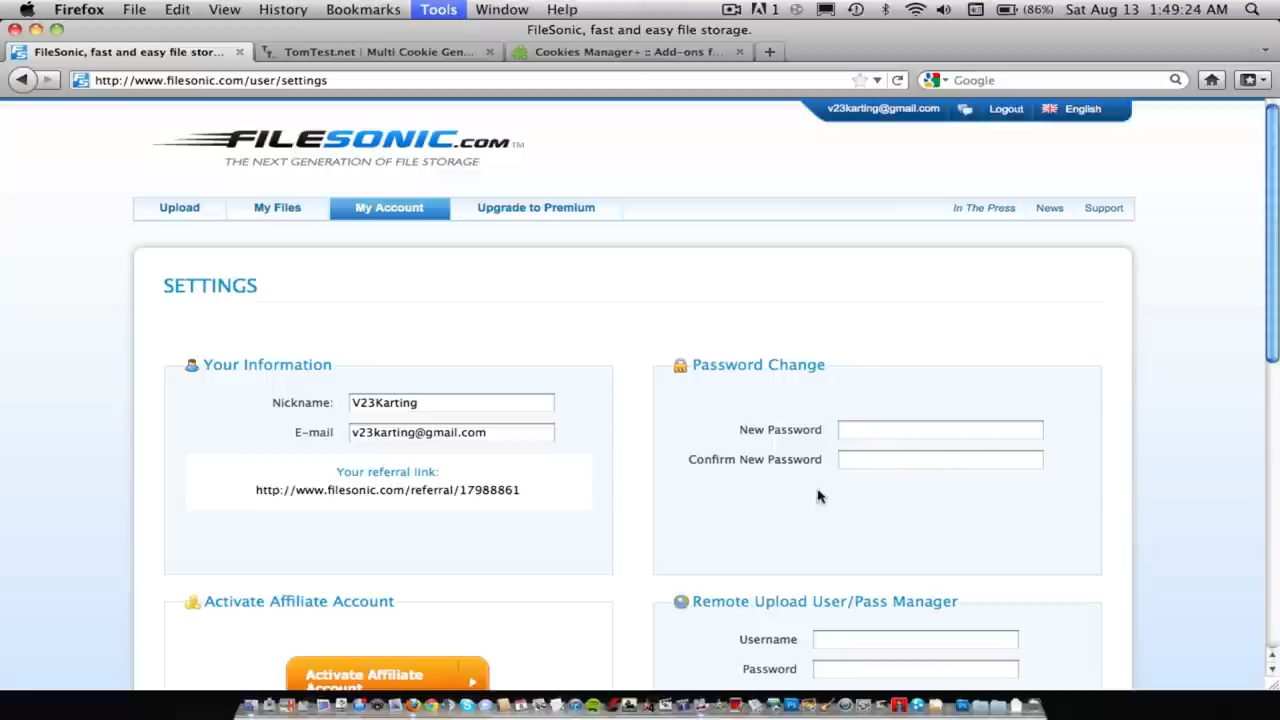 Firefox File Edit View History Bookmarks Tools Window Help 1 (86%) Sat Aug 13 1:49:24 AM
FileSonic, fast and easy file storage.
FileSonic, fast and easy file stor... TomTest.net | Multi Cookie Gen... Cookies Manager+ :: Add-ons f...
http://www.filesonic.com/user/settings Google
v23karting@gmail.com Logout English
FILESONIC.COM™
THE NEXT GENERATION OF FILE STORAGE
Upload My Files My Account Upgrade to Premium In The Press News Support
SETTINGS
Your Information Password Change
Nickname: V23Karting
New Password
E-mail v23karting@gmail.com
Confirm New Password
Your referral link:
http://www.filesonic.com/referral/17988861
Activate Affiliate Account Remote Upload User/Pass Manager
Username
Activate Affiliate
Account
Password